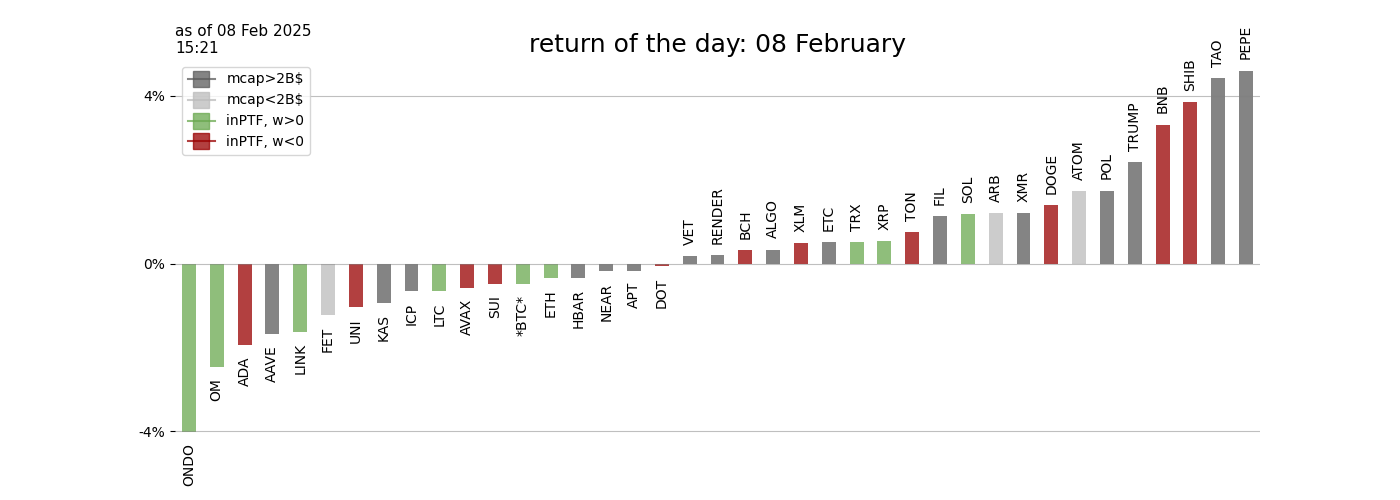 as of 08 Feb 2025
15:21
return of the day: 08 February
mcap>2B$
mcap<2B$
inPTF, w>0
inPTF, w<0
4%
0%
-4%
ONDO
OM
ADA
AAVE
LINK
FET
UNI
KAS
ICP
LTC
AVAX
SUI
*BTC*
ETH
HBAR
NEAR
APT
DOT
VET
RENDER
BCH
ALGO
XLM
ETC
TRX
XRP
TON
FIL
SOL
ARB
XMR
DOGE
ATOM
POL
TRUMP
BNB
SHIB
TAO
PEPE